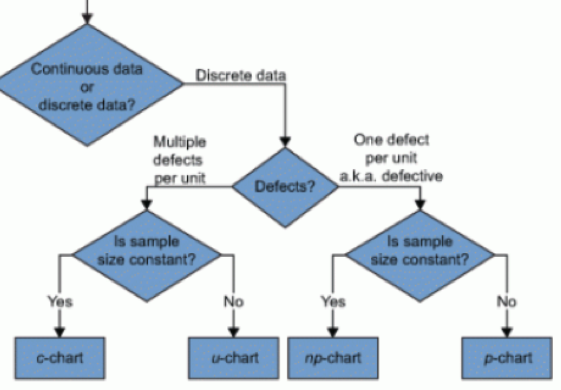 Continuous data
or
discrete data?
Discrete data
Multiple
defects
per unit
Defects?
One defect
per unit
a.k.a. defective
Is sample
size constant?
Is sample
size constant?
Yes
No
Yes
No
c-chart
u-chart
np-chart
p-chart